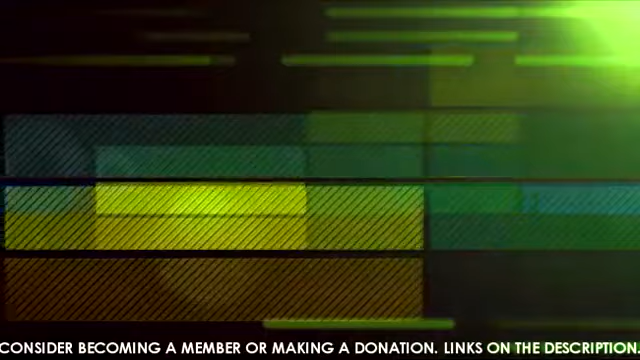 CONSIDER BECOMING A MEMBER OR MAKING A DONATION. LINKS ON THE DESCRIPTION.